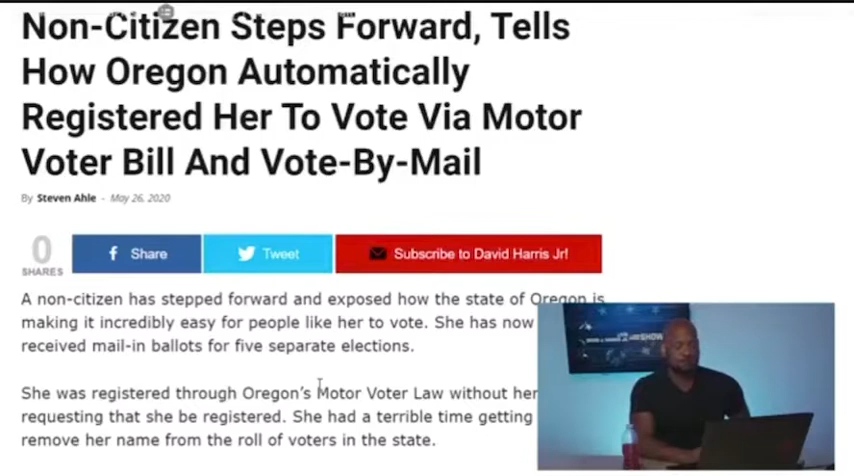 Non-Citizen Steps Forward, Tells
How Oregon Automatically
Registered Her To Vote Via Motor
Voter Bill And Vote-By-Mail
By Steven Ahle - May 26, 2020
0
SHARES
Share
Tweet
Subscribe to David Harris Jr!
A non-citizen has stepped forward and exposed how the state of Oregon is
making it incredibly easy for people like her to vote. She has now
received mail-in ballots for five separate elections.
She was registered through Oregon's Motor Voter Law without her
requesting that she be registered. She had a terrible time getting
remove her name from the roll of voters in the state.
SHOW